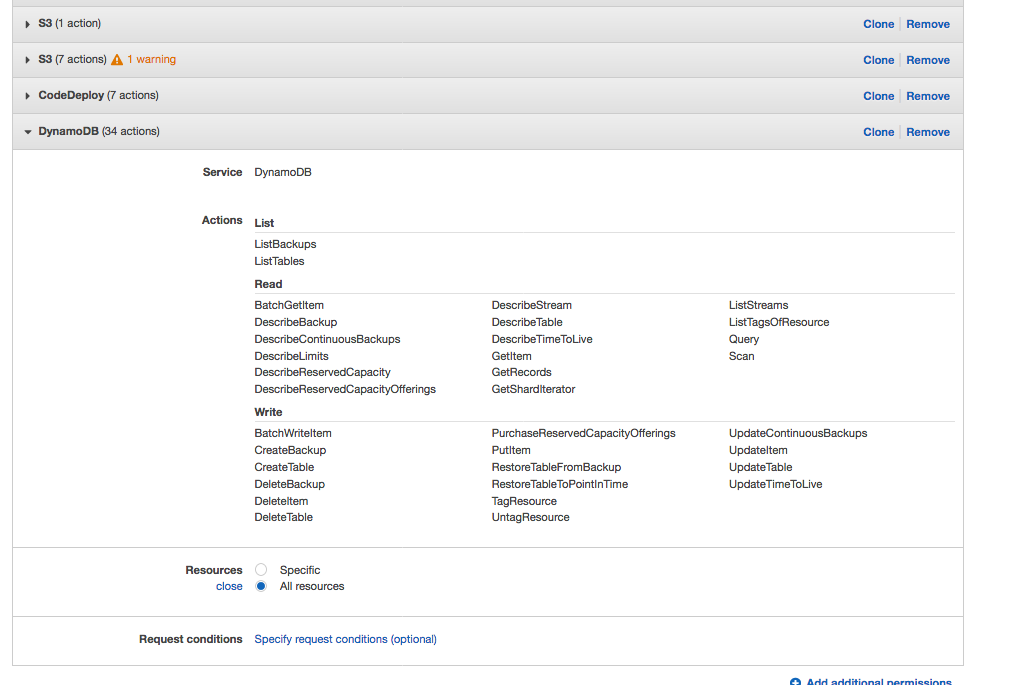 S3 (1 action) Clone Remove
S3 (7 actions) 1 warning Clone Remove
CodeDeploy (7 actions) Clone Remove
DynamoDB (34 actions) Clone Remove
Service DynamoDB
Actions List
ListBackups
ListTables
Read
BatchGetItem DescribeStream ListStreams
DescribeBackup DescribeTable ListTagsOfResource
DescribeContinuousBackups DescribeTimeToLive Query
DescribeLimits GetItem Scan
DescribeReservedCapacity GetRecords
DescribeReservedCapacityOfferings GetShardIterator
Write
BatchWriteItem PurchaseReservedCapacityOfferings UpdateContinuousBackups
CreateBackup PutItem UpdateItem
CreateTable RestoreTableFromBackup UpdateTable
DeleteBackup RestoreTableToPointInTime UpdateTimeToLive
DeleteItem TagResource
DeleteTable UntagResource
Resources Specific
close All resources
Request conditions Specify request conditions (optional)
Add additional permissions